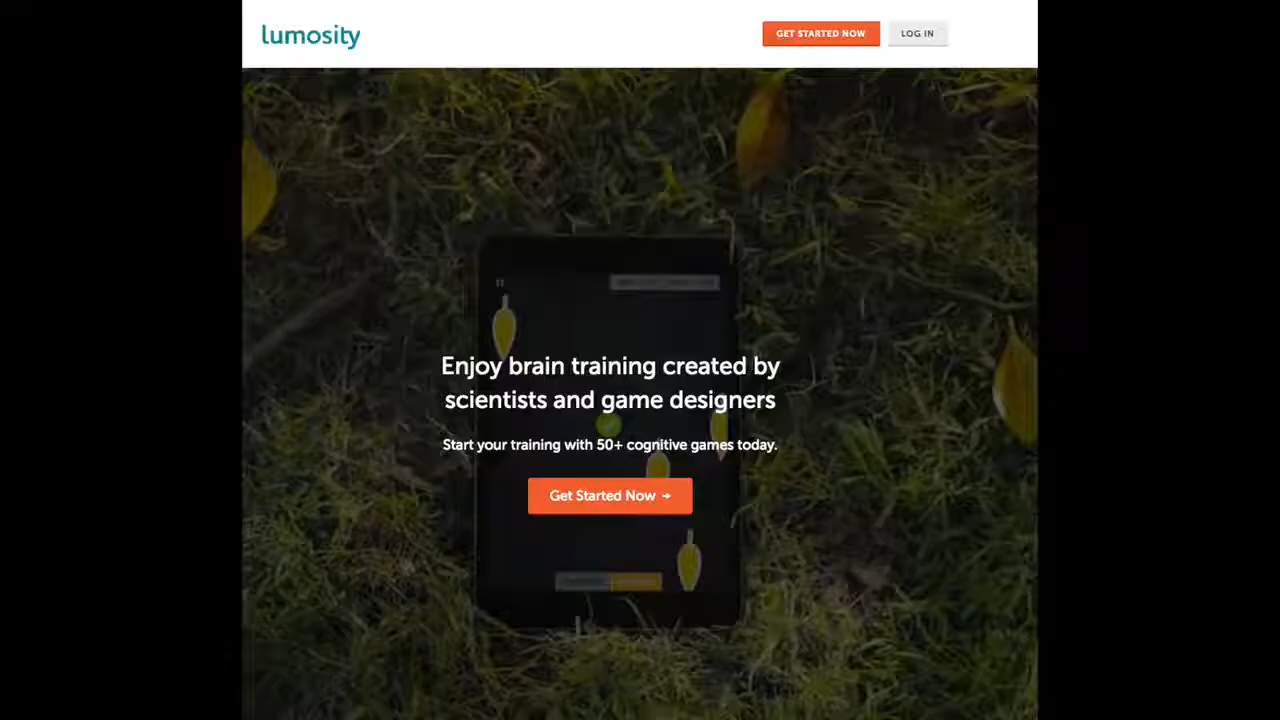 lumosity
GET STARTED NOW
LOG IN
Enjoy brain training created by
scientists and game designers
Start your training with 50+ cognitive games today.
Get Started Now →